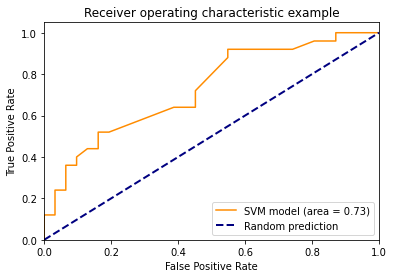 Receiver operating characteristic example
True Positive Rate
1.0
0.8
0.6
0.4
0.2
0.0
SVM model (area = 0.73)
Random prediction
0.0 0.2 0.4 0.6 0.8 1.0
False Positive Rate